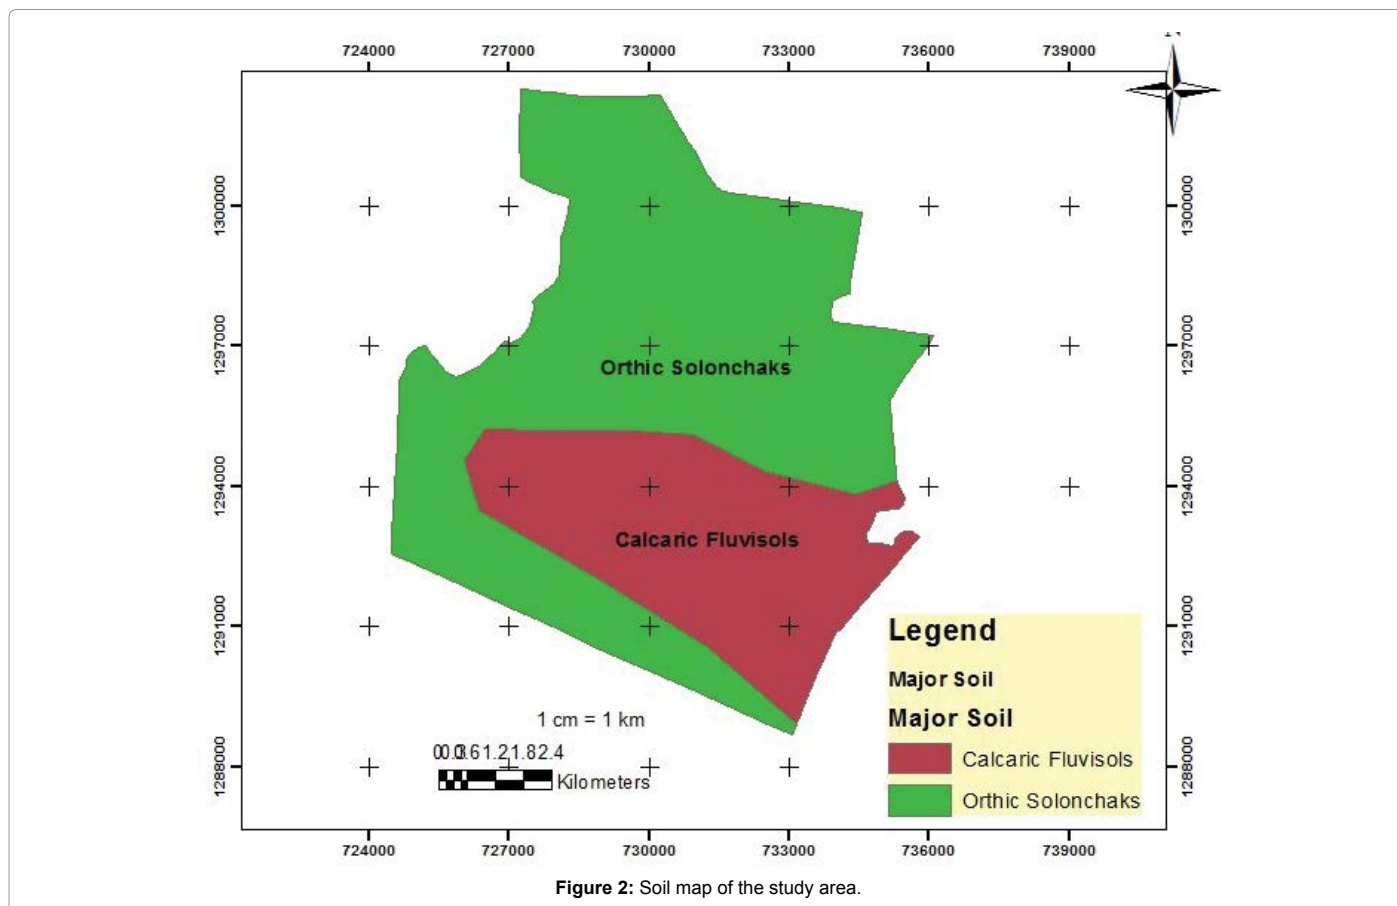 724000 727000 730000 733000 736000 739000
1300000 1300000
1297000 1297000
Orthic Solonchaks
1294000 1294000
Calcaric Fluvisols
1291000 1291000
Legend
Major Soil
Major Soil
1 cm = 1 km
Kilometers
Calcaric Fluvisols
Orthic Solonchaks
1288000 1288000
724000 727000 730000 733000 736000 739000
Figure 2: Soil map of the study area.